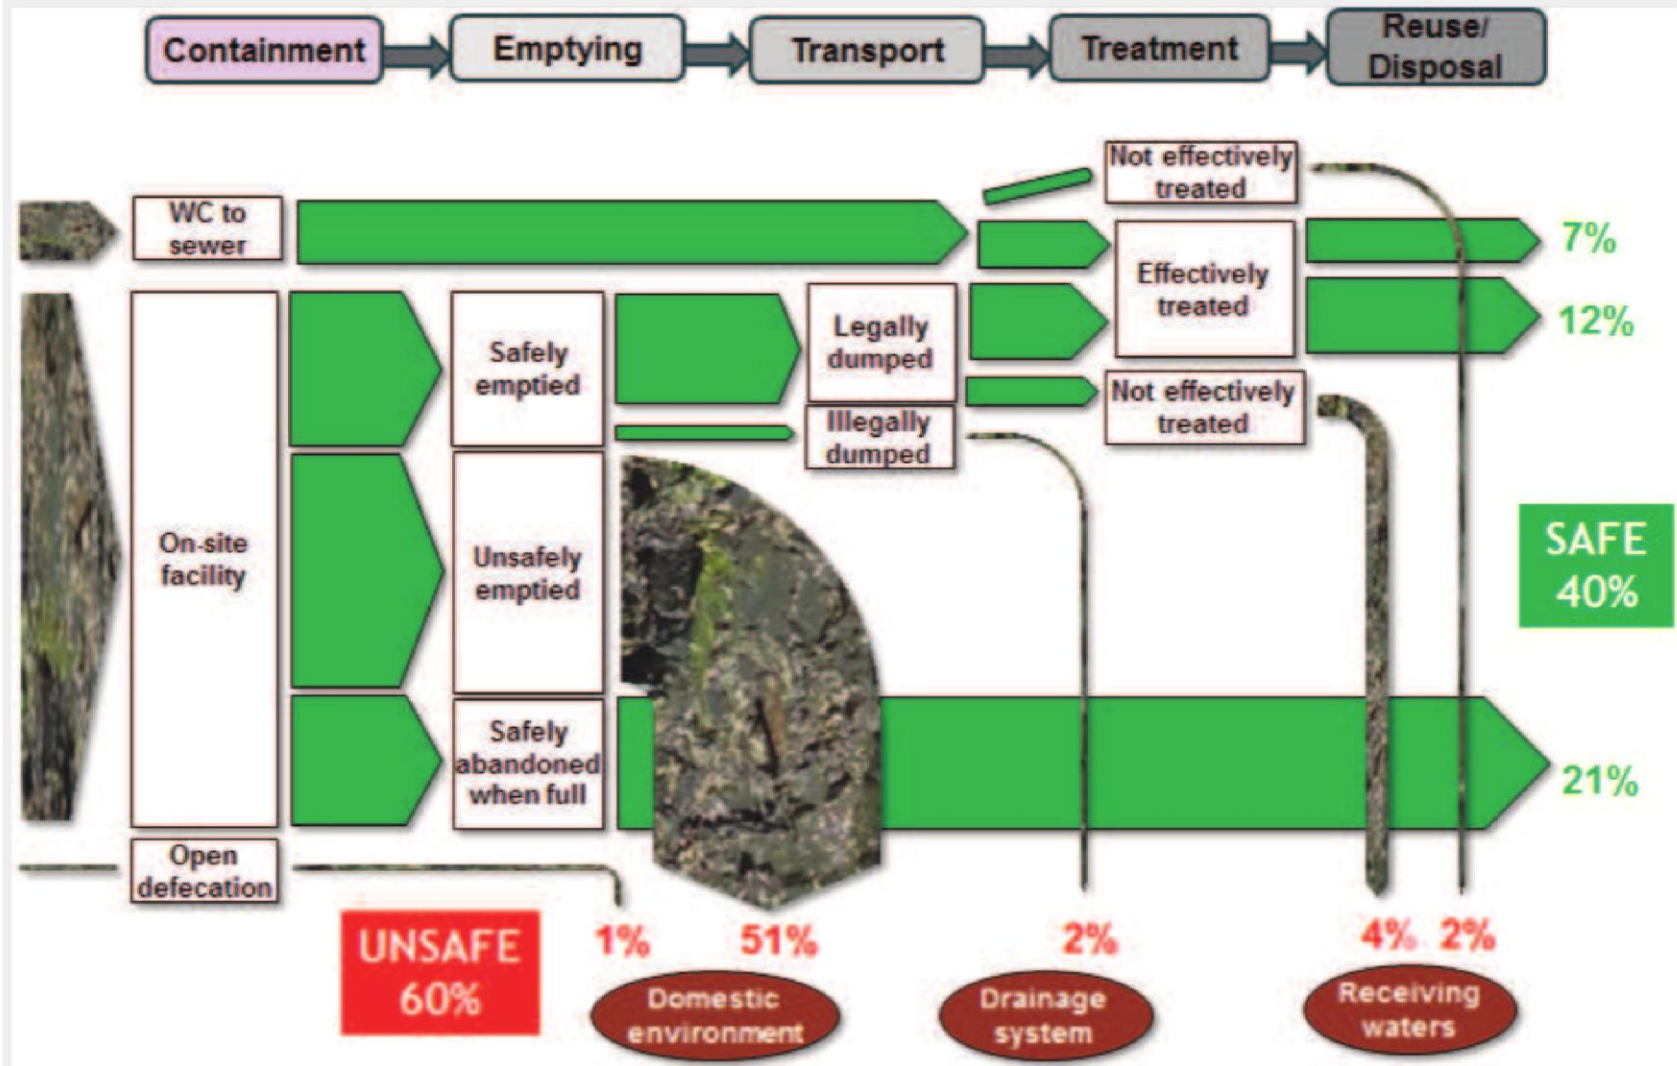 Containment
Emptying
Transport
Treatment
Reuse/
Disposal
Not effectively
treated
WC to
sewer
7%
Effectively
treated
12%
Safely
emptied
Legally
dumped
Not effectively
treated
Illegally
dumped
On-site
facility
Unsafely
emptied
SAFE
40%
Safely
abandoned
when full
21%
Open
defecation
UNSAFE
60%
1%
51%
2%
4%
2%
Domestic
environment
Drainage
system
Receiving
waters